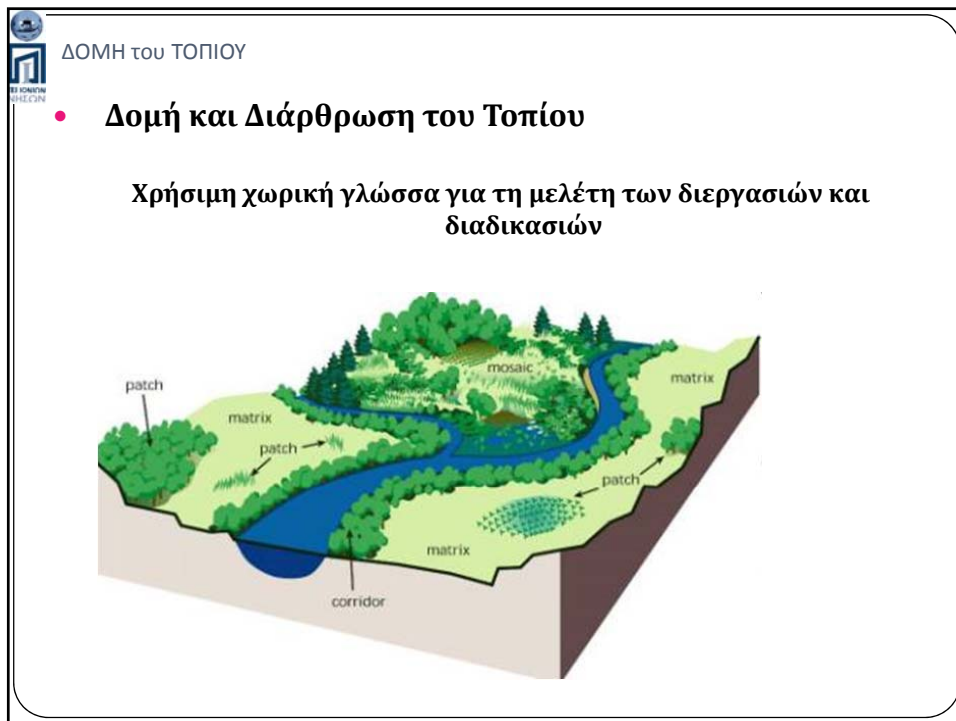 ΔΟΜΗ του ΤΟΠΙΟΥ
ΝΗΣΩΝ
• Δομή και Διάρθρωση του Τοπίου
Χρήσιμη χωρική γλώσσα για τη μελέτη των διεργασιών και
διαδικασιών
mosaic
matrix
patch
matrix
patch
patch
matrix
corridor